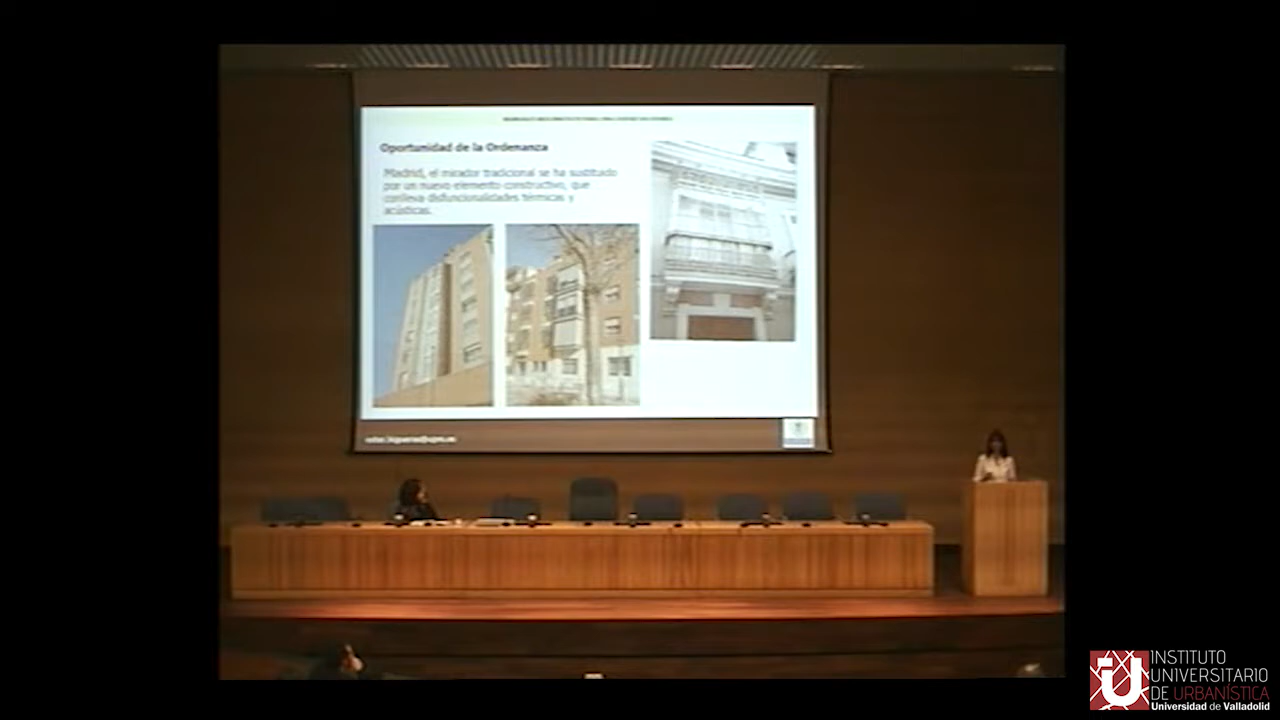 Oportunidad de la Ordenanza
Madrid, el mirador tradicional se ha sustituido
por un nuevo elemento constructivo, que
conlleva disfuncionalidades térmicas y
acústicas.
INSTITUTO
UNIVERSITARIO
DE URBANÍSTICA
Universidad de Valladolid